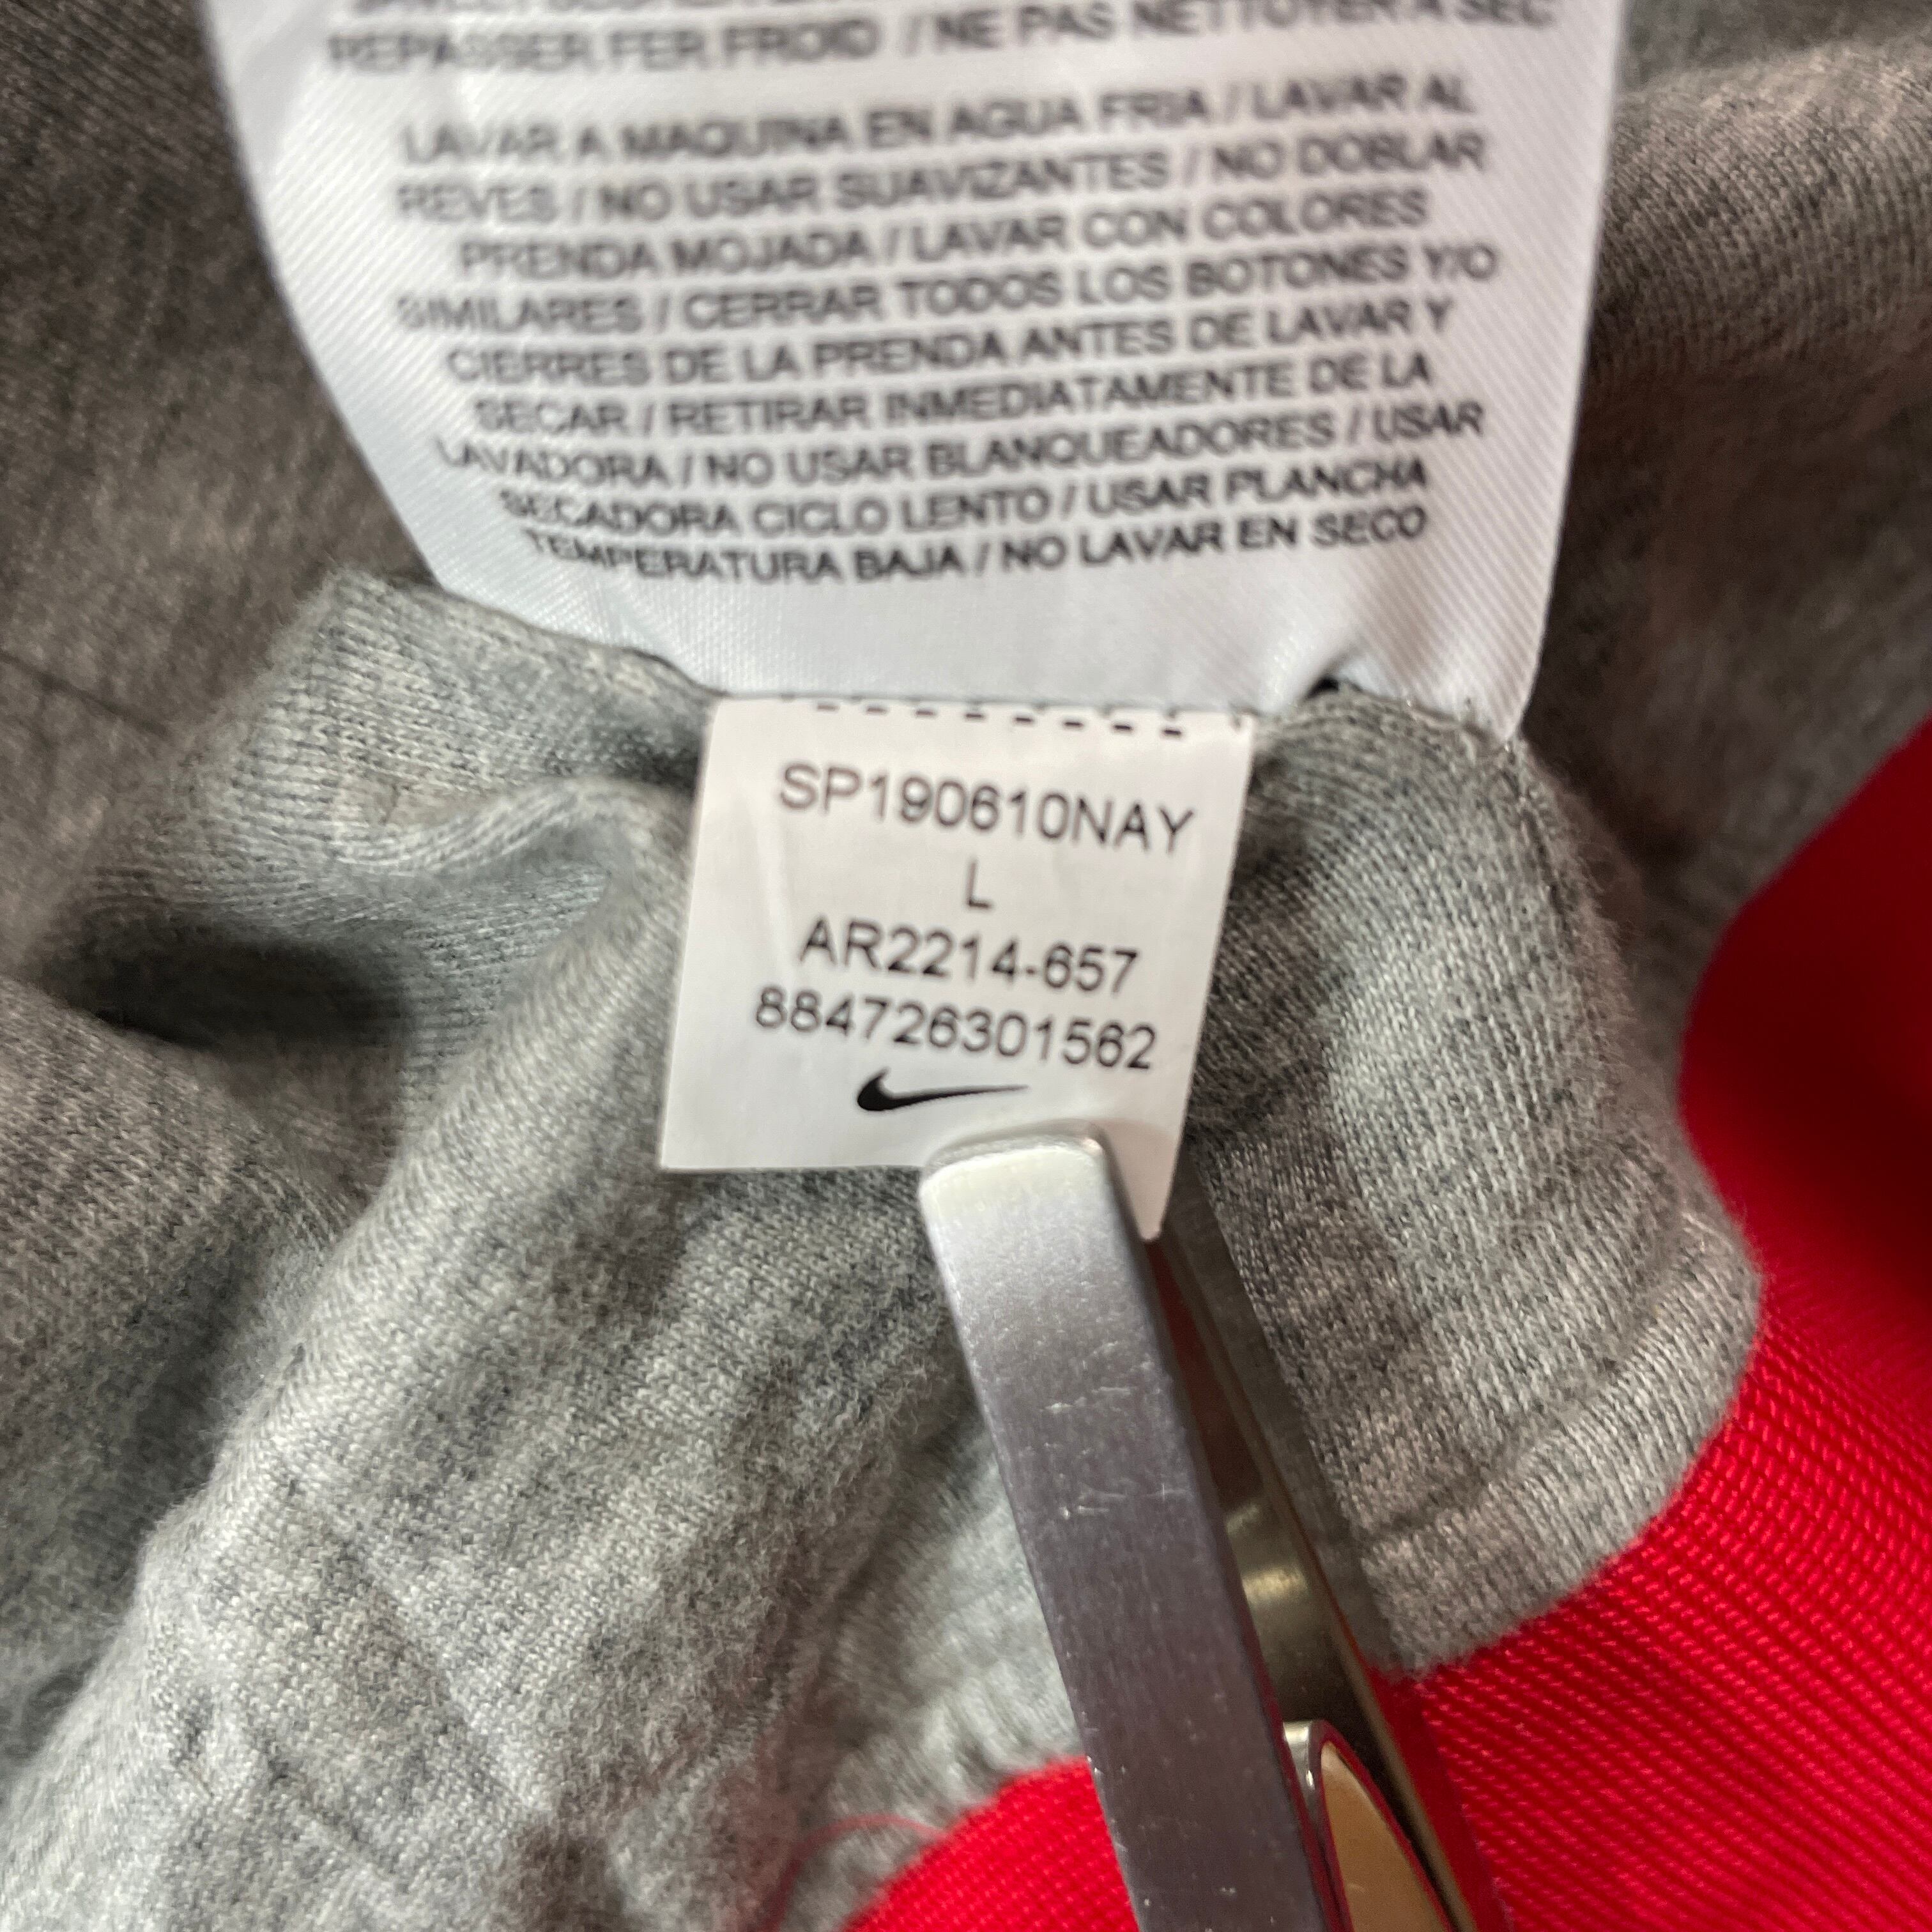 REPASSER FER FROID / NE PAS NETTOYER A SEC
LAVAR A MAQUINA EN AGUA FRIA / LAVAR AL
REVES / NO USAR SUAVIZANTES / NO DOBLAR
PRENDA MOJADA / LAVAR CON COLORES
SIMILARES / CERRAR TODOS LOS BOTONES Y/O
CIERRES DE LA PRENDA ANTES DE LAVAR Y
SECAR / RETIRAR INMEDIATAMENTE DE LA
LAVADORA / NO USAR BLANQUEADORES / USAR
SECADORA CICLO LENTO / USAR PLANCHA
TEMPERATURA BAJA / NO LAVAR EN SECO
SP190610NAY
L
AR2214-657
884726301562